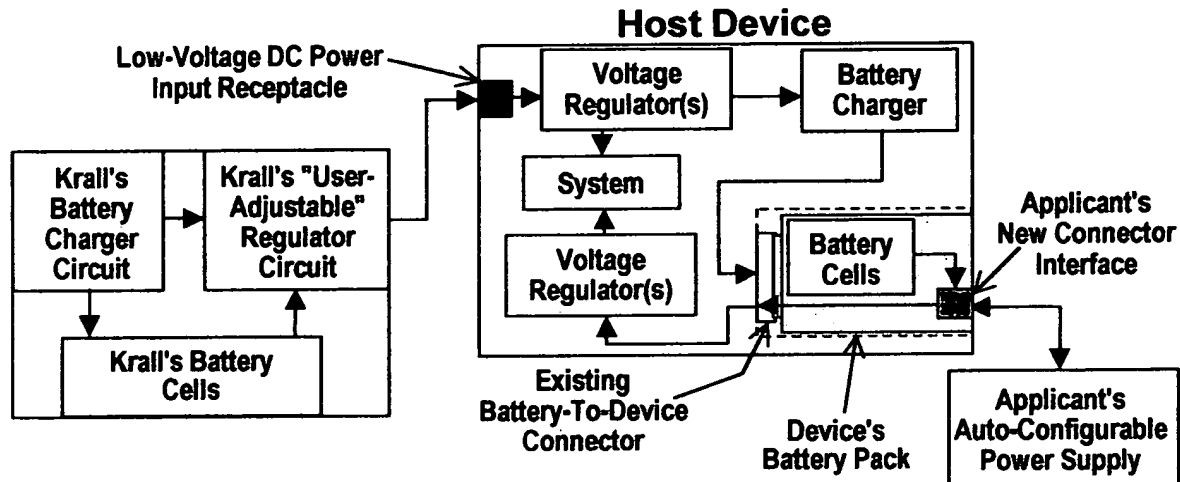 Host Device
Low-Voltage DC Power
Input Receptacle
Voltage
Regulator(s)
Battery
Charger
Krall's
Battery
Charger
Circuit
Krall's "User-
Adjustable"
Regulator
Circuit
System
Applicant's
New Connector
Interface
Battery
Cells
Voltage
Regulator(s)
Krall's Battery
Cells
Existing
Battery-To-Device
Connector
Device's
Battery Pack
Applicant's
Auto-Configurable
Power Supply